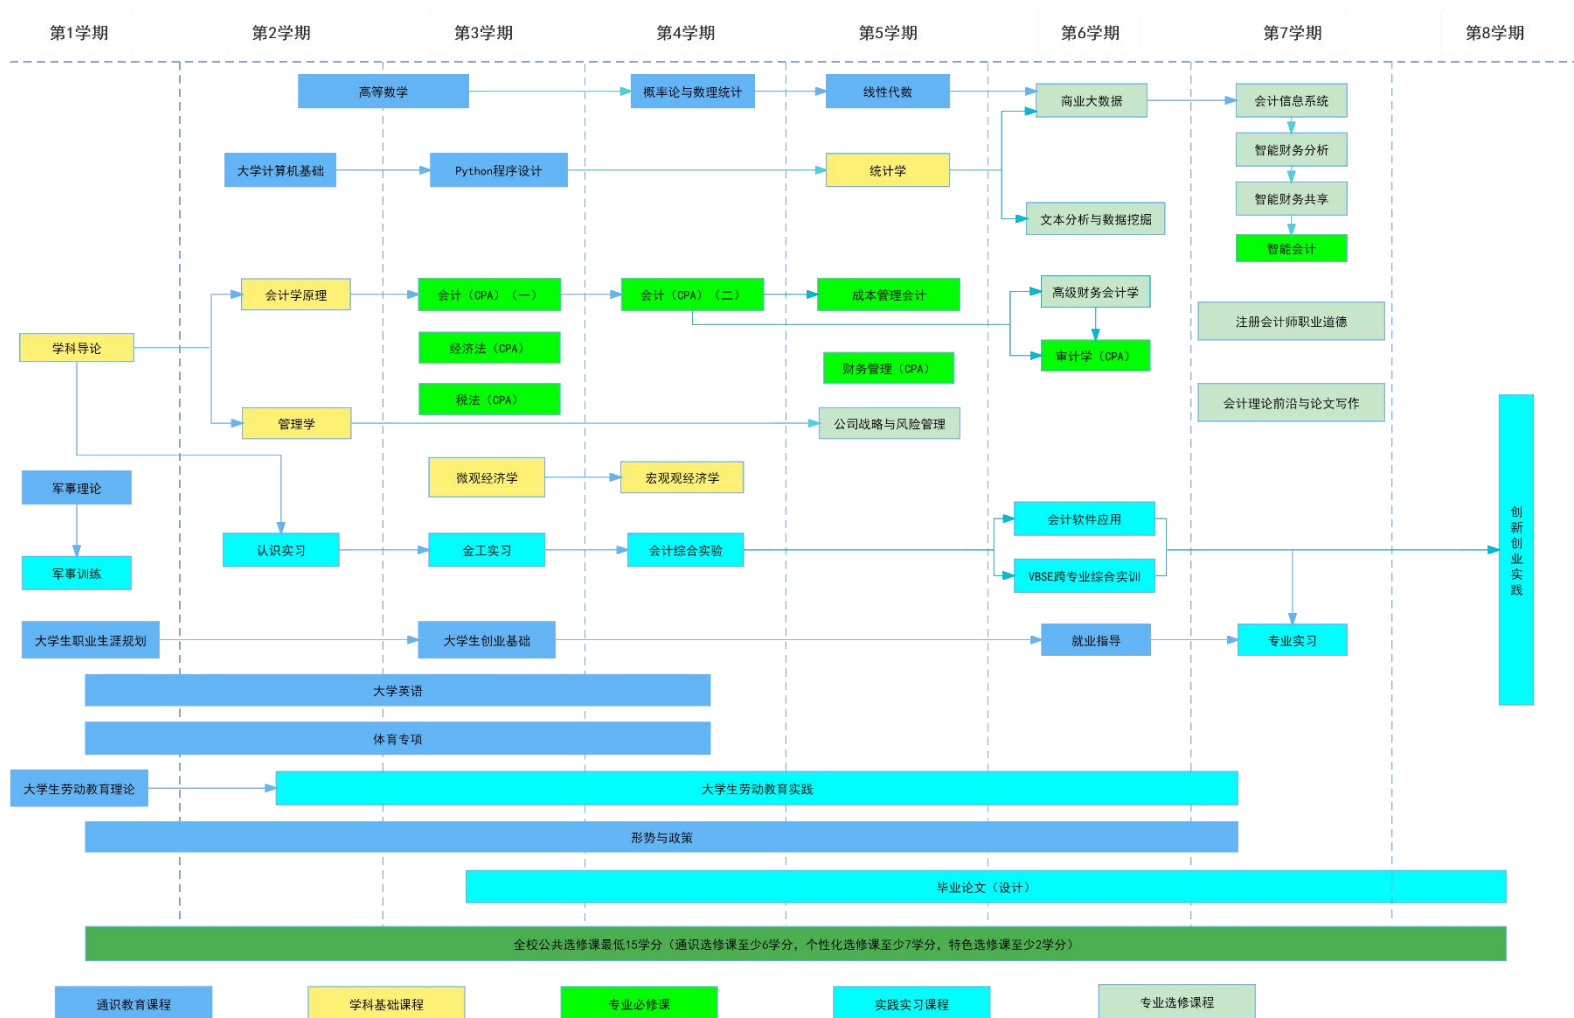 第1学期
第2学期
第3学期
第4学期
第5学期
第6学期
第7学期
第8学期
高等数学
概率论与数理统计
线性代数
商业大数据
会计信息系统
智能财务分析
大学计算机基础
Python程序设计
统计学
智能财务共享
文本分析与数据挖掘
智能会计
会计学原理
会计（CPA）（一）
会计（CPA）（二）
成本管理会计
高级财务会计学
注册会计师职业道德
学科导论
经济法（CPA）
财务管理（CPA）
审计学（CPA）
税法（CPA）
会计理论前沿与论文写作
管理学
公司战略与风险管理
微观经济学
宏观观经济学
军事理论
会计软件应用
创新创业实践
认识实习
金工实习
会计综合实验
军事训练
VBSE跨专业综合实训
大学生职业生涯规划
大学生创业基础
就业指导
专业实习
大学英语
体育专项
大学生劳动教育理论
大学生劳动教育实践
形势与政策
毕业论文（设计）
全校公共选修课最低15学分（通识选修课至少6学分，个性化选修课至少7学分，特色选修课至少2学分）
通识教育课程
学科基础课程
专业必修课
实践实习课程
专业选修课程